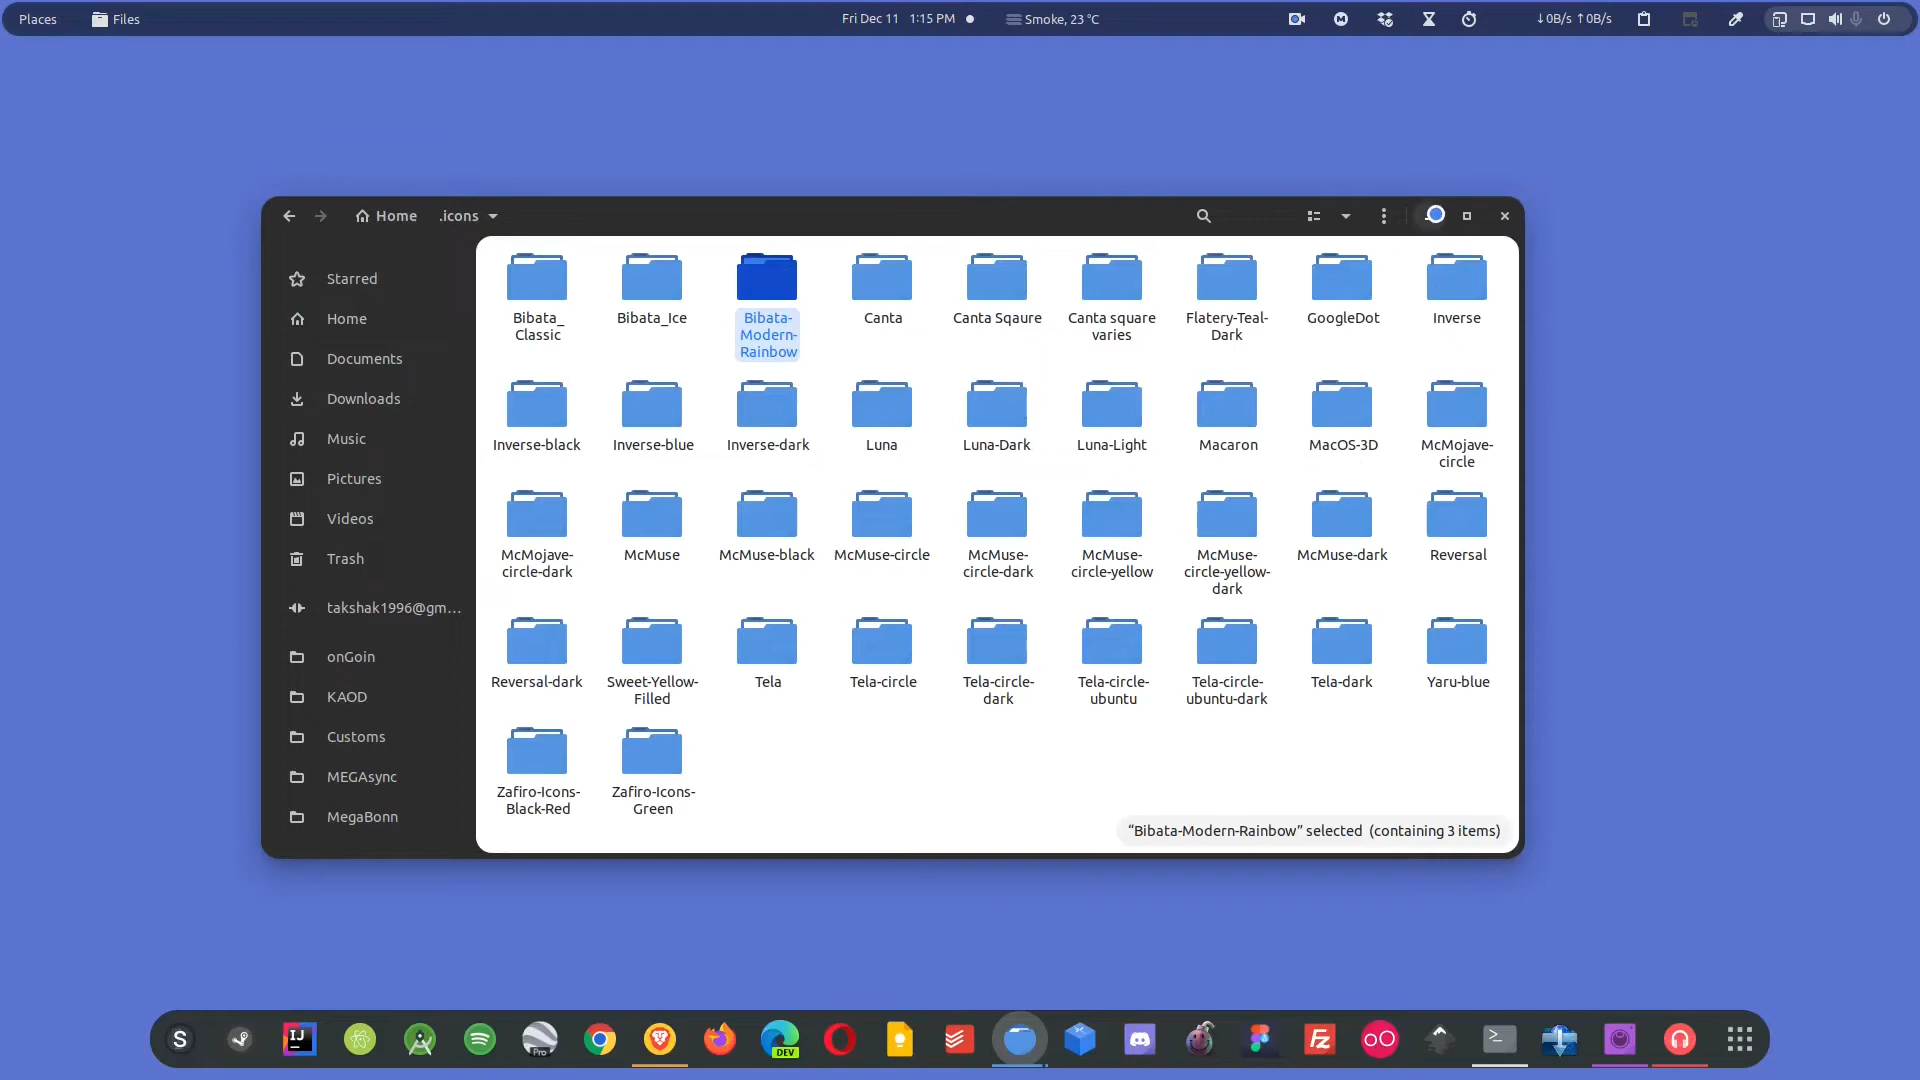 Places
Files
Fri Dec 11 1:15 PM
Smoke, 23 °C
↓0B/s ↑0B/s
Home
.icons
Starred
Home
Documents
Downloads
Music
Pictures
Videos
Trash
takshak1996@gm…
onGoin
KAOD
Customs
MEGAsync
MegaBonn
Bibata_
Classic
Bibata_Ice
Bibata-
Modern-
Rainbow
Canta
Canta Sqaure
Canta square
varies
Flatery-Teal-
Dark
GoogleDot
Inverse
Inverse-black
Inverse-blue
Inverse-dark
Luna
Luna-Dark
Luna-Light
Macaron
MacOS-3D
McMojave-
circle
McMojave-
circle-dark
McMuse
McMuse-black
McMuse-circle
McMuse-
circle-dark
McMuse-
circle-yellow
McMuse-
circle-yellow-
dark
McMuse-dark
Reversal
Reversal-dark
Sweet-Yellow-
Filled
Tela
Tela-circle
Tela-circle-
dark
Tela-circle-
ubuntu
Tela-circle-
ubuntu-dark
Tela-dark
Yaru-blue
Zafiro-Icons-
Black-Red
Zafiro-Icons-
Green
“Bibata-Modern-Rainbow” selected (containing 3 items)
S
IJ
Pro
DEV
FZ